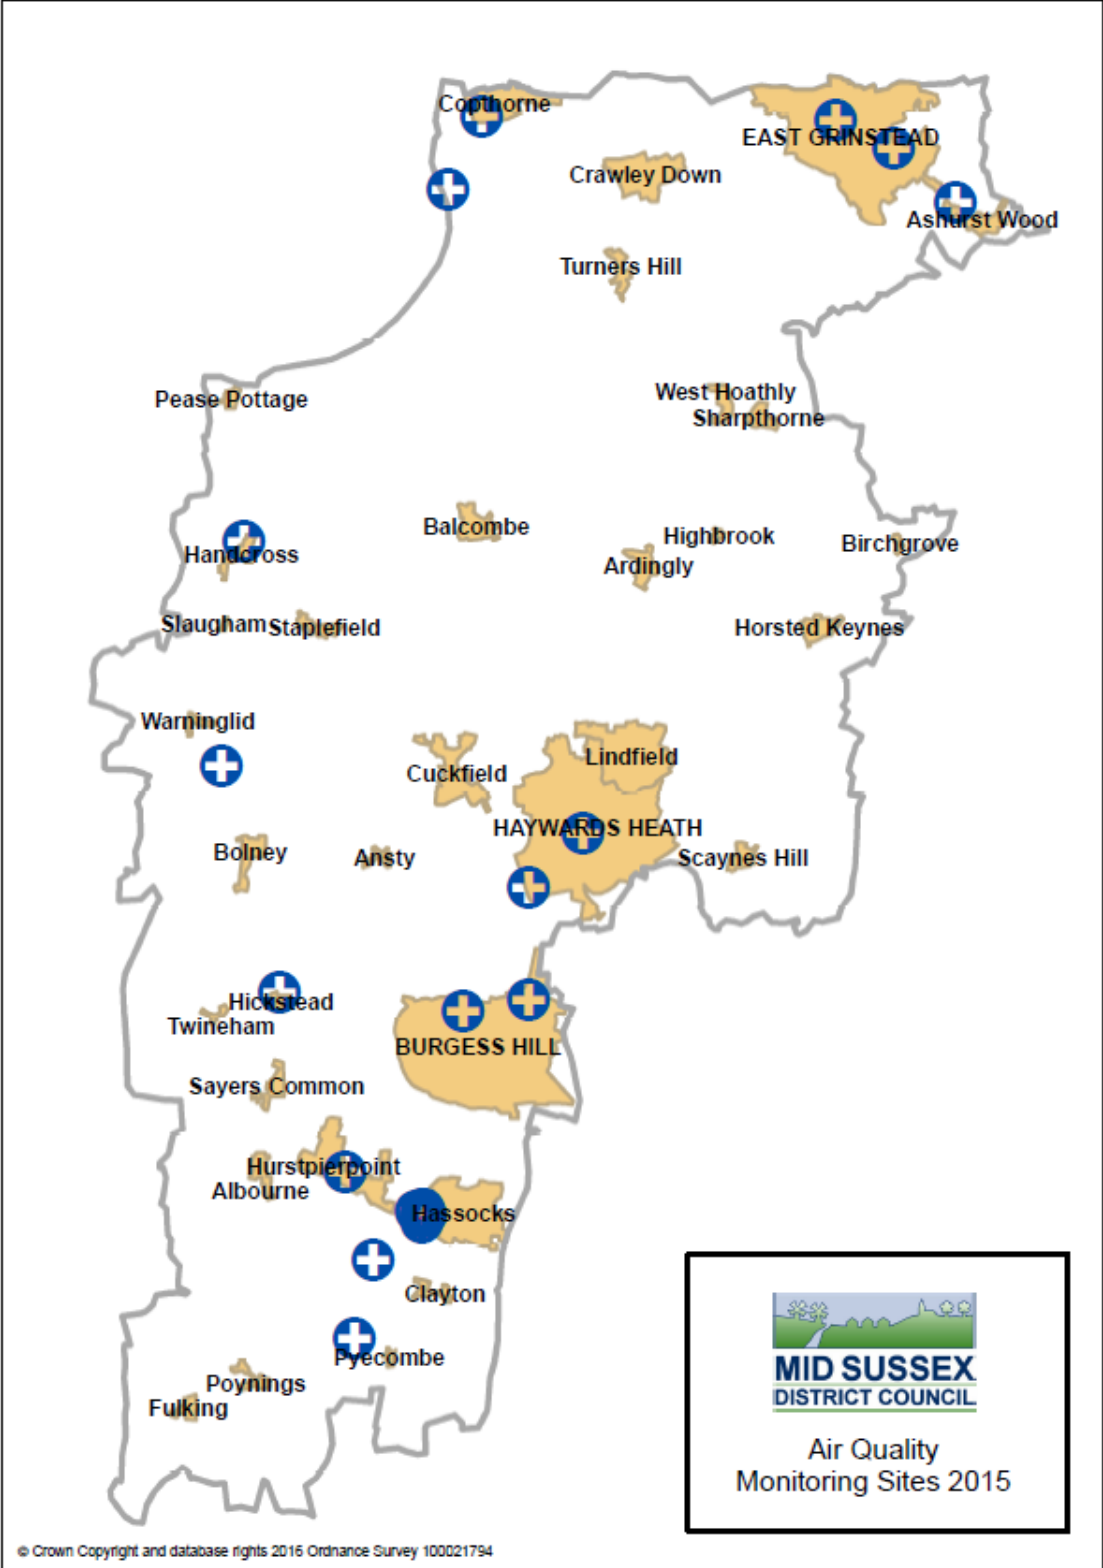 Copthorne
EAST GRINSTEAD
Crawley Down
Ashurst Wood
Turners Hill
Pease Pottage
West Hoathly
Sharpthorne
Balcombe
Highbrook
Birchgrove
Handcross
Ardingly
Slaugham
Staplefield
Horsted Keynes
Warninglid
Lindfield
Cuckfield
HAYWARDS HEATH
Bolney
Ansty
Scaynes Hill
Hickstead
Twineham
BURGESS HILL
Sayers Common
Hurstpierpoint
Albourne
Hassocks
Clayton
Pyecombe
Poynings
Fulking
MID SUSSEX
DISTRICT COUNCIL
Air Quality
Monitoring Sites 2015
© Crown Copyright and database rights 2016 Ordnance Survey 100021794